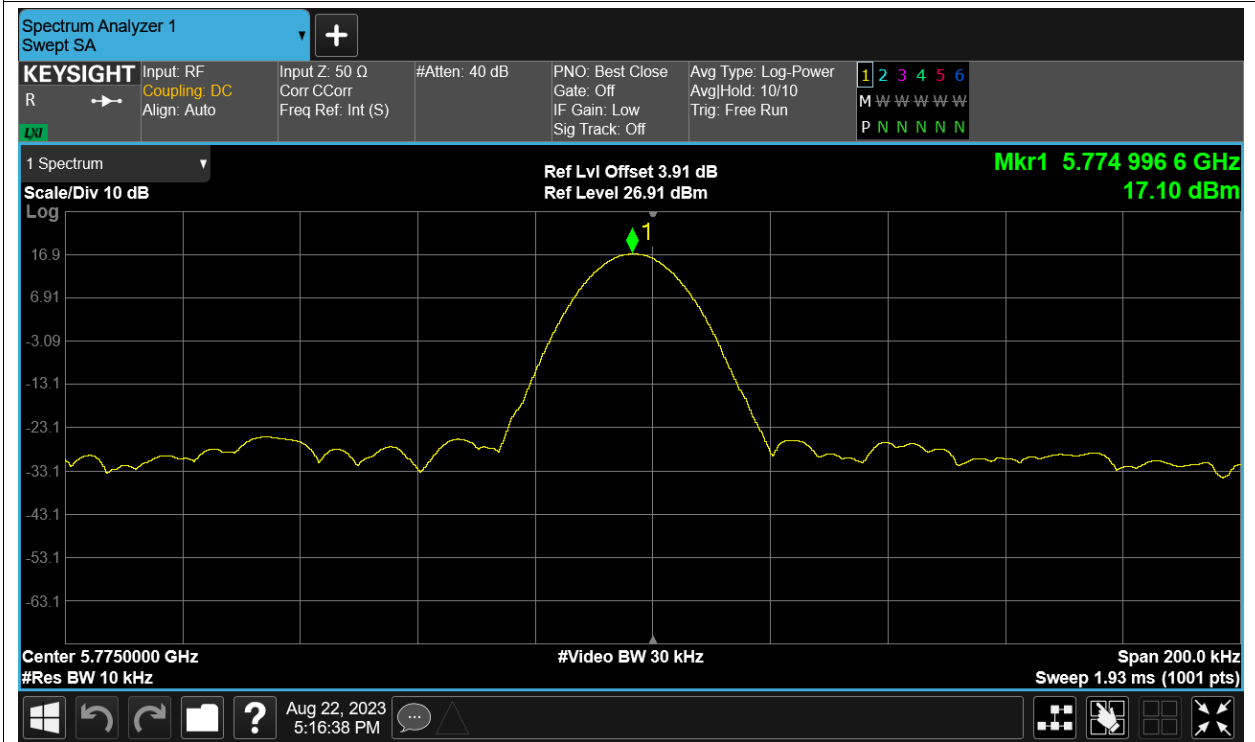 Spectrum Analyzer 1
Swept SA
+
KEYSIGHT
R
LXI
Input: RF
Coupling: DC
Align: Auto
Input Z: 50 Ω
Corr CCorr
Freq Ref: Int (S)
#Atten: 40 dB
PNO: Best Close
Gate: Off
IF Gain: Low
Sig Track: Off
Avg Type: Log-Power
Avg|Hold: 10/10
Trig: Free Run
1 2 3 4 5 6
M W W W W W
P N N N N N
1 Spectrum
Scale/Div 10 dB
Log
Ref Lvl Offset 3.91 dB
Ref Level 26.91 dBm
Mkr1 5.774 996 6 GHz
17.10 dBm
1
16.9
6.91
-3.09
-13.1
-23.1
-33.1
-43.1
-53.1
-63.1
Center 5.7750000 GHz
#Video BW 30 kHz
Span 200.0 kHz
#Res BW 10 kHz
Sweep 1.93 ms (1001 pts)
?
Aug 22, 2023
5:16:38 PM